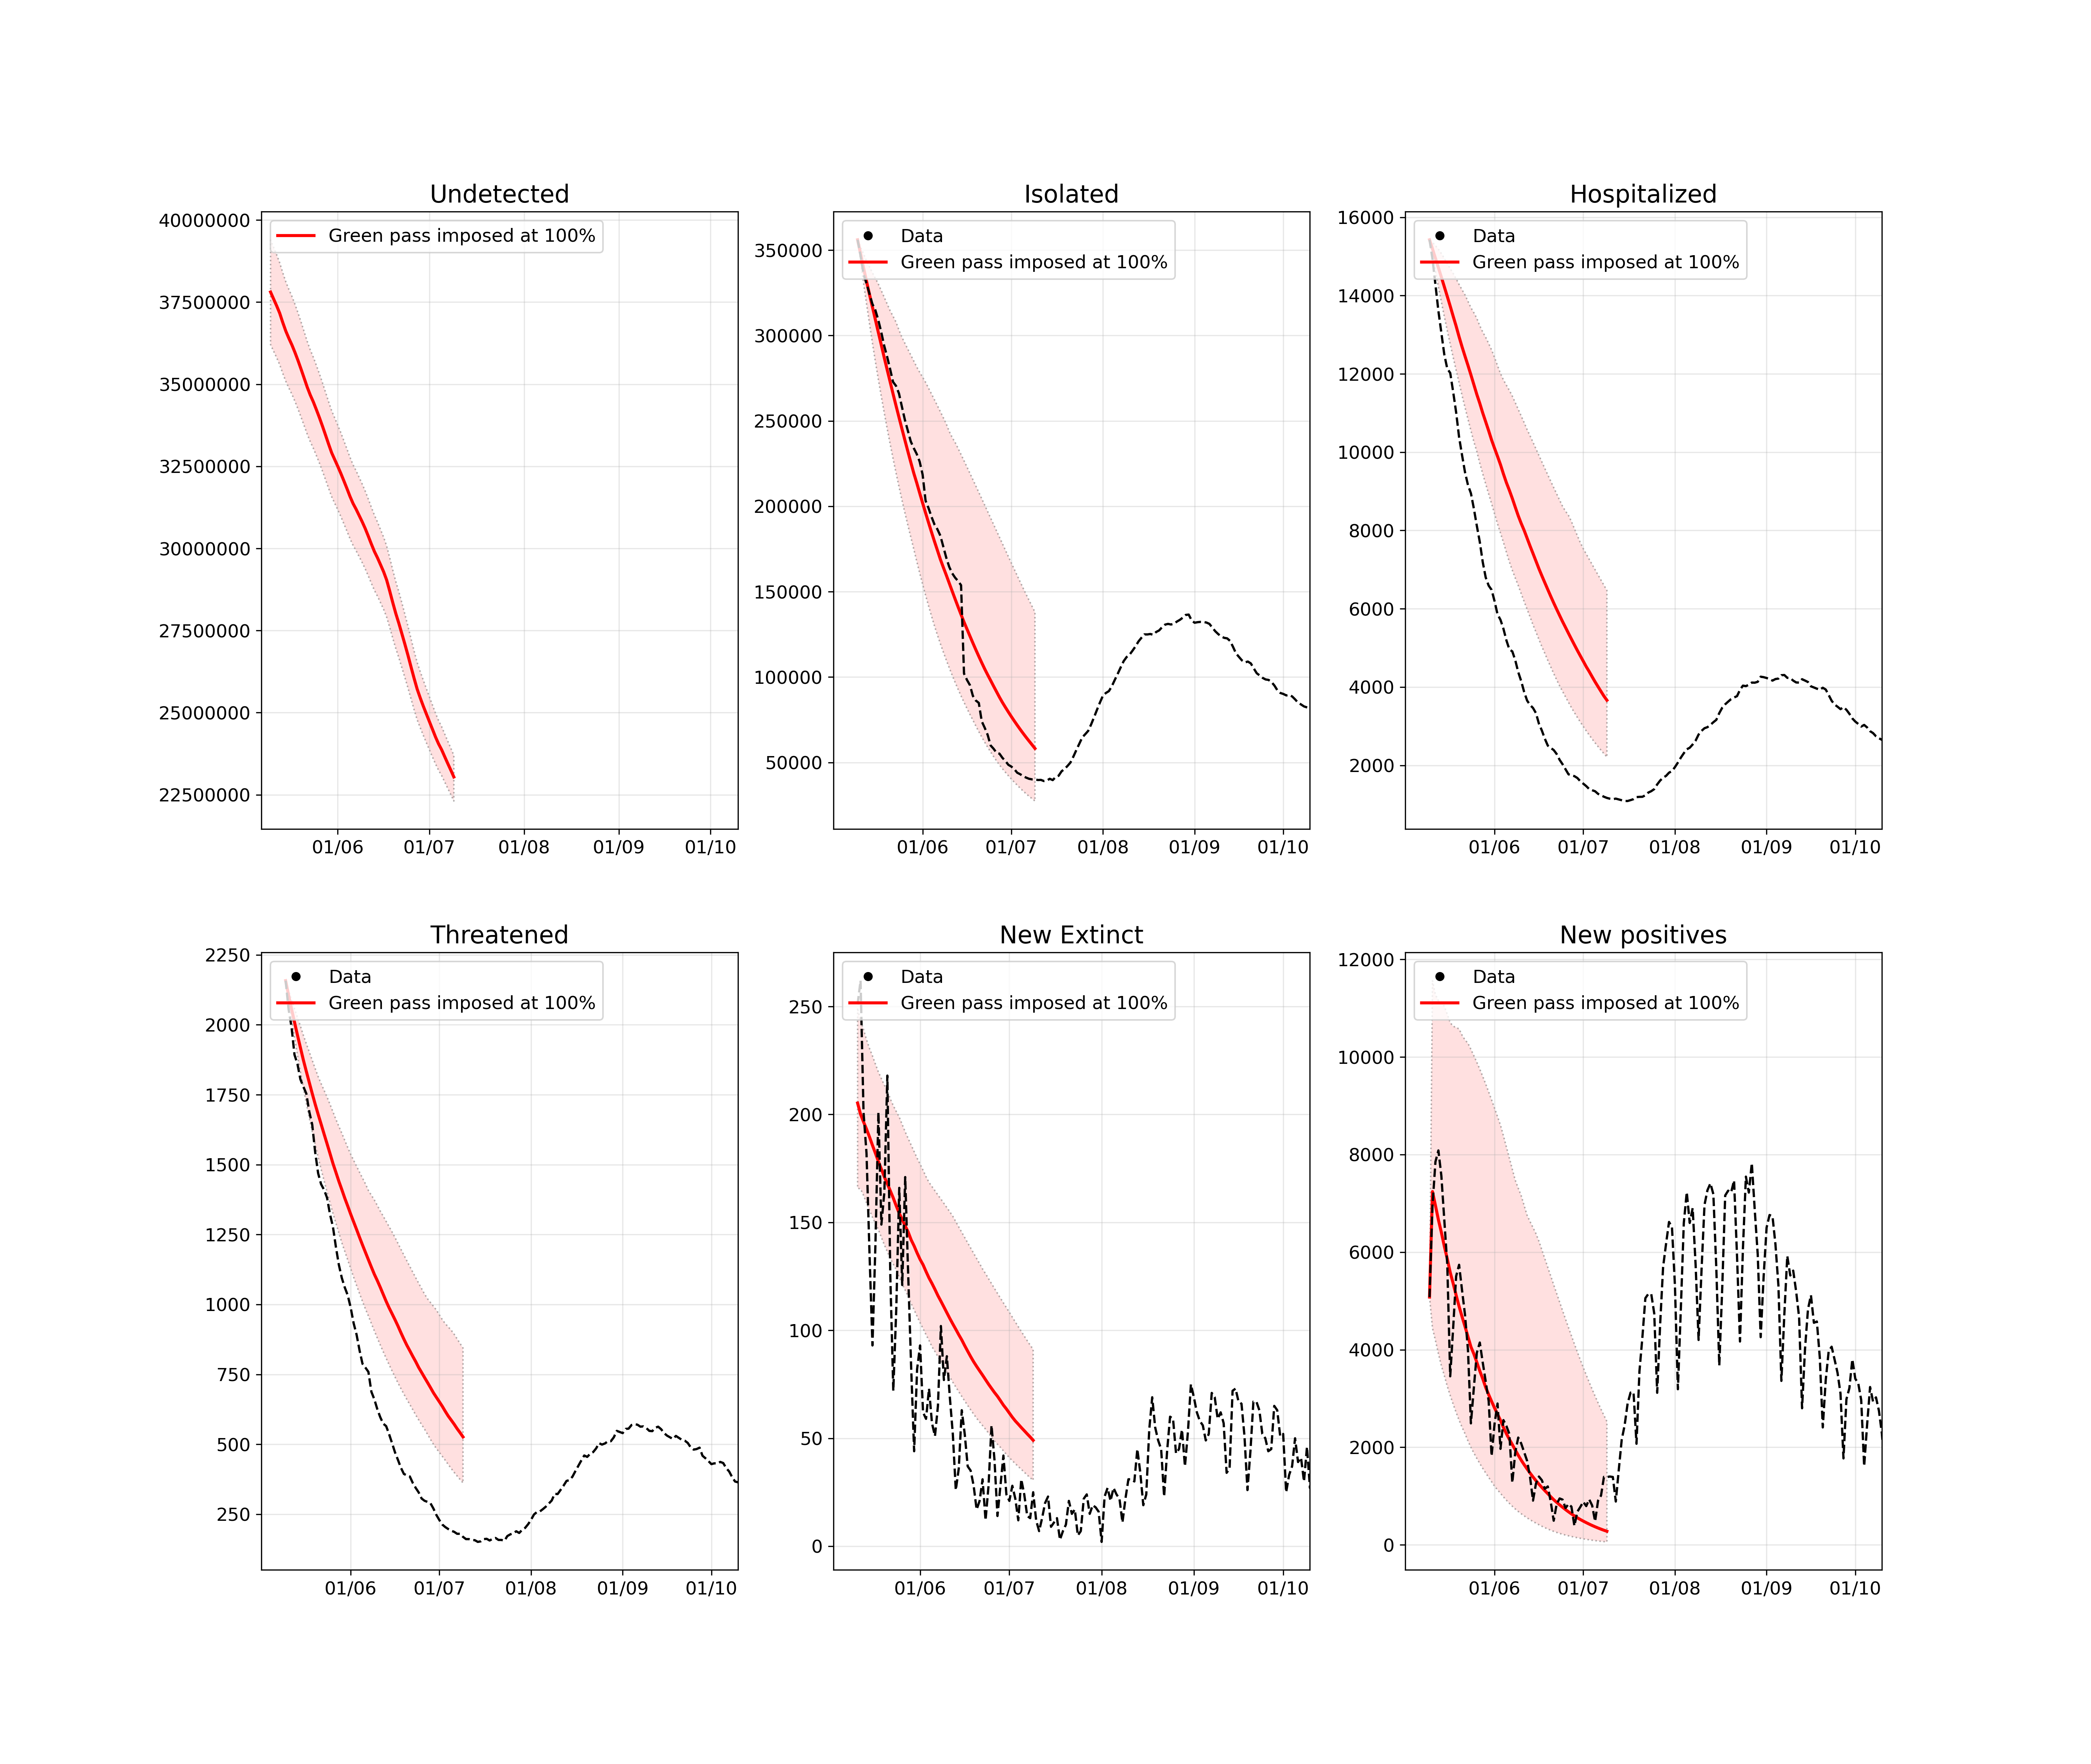 Undetected
40000000
37500000
35000000
32500000
30000000
27500000
25000000
22500000
Green pass imposed at 100%
01/06 01/07 01/08 01/09 01/10
Isolated
350000
300000
250000
200000
150000
100000
50000
Data
Green pass imposed at 100%
01/06 01/07 01/08 01/09 01/10
Hospitalized
16000
14000
12000
10000
8000
6000
4000
2000
Data
Green pass imposed at 100%
01/06 01/07 01/08 01/09 01/10
Threatened
2250
2000
1750
1500
1250
1000
750
500
250
Data
Green pass imposed at 100%
01/06 01/07 01/08 01/09 01/10
New Extinct
250
200
150
100
50
0
Data
Green pass imposed at 100%
01/06 01/07 01/08 01/09 01/10
New positives
12000
10000
8000
6000
4000
2000
0
Data
Green pass imposed at 100%
01/06 01/07 01/08 01/09 01/10